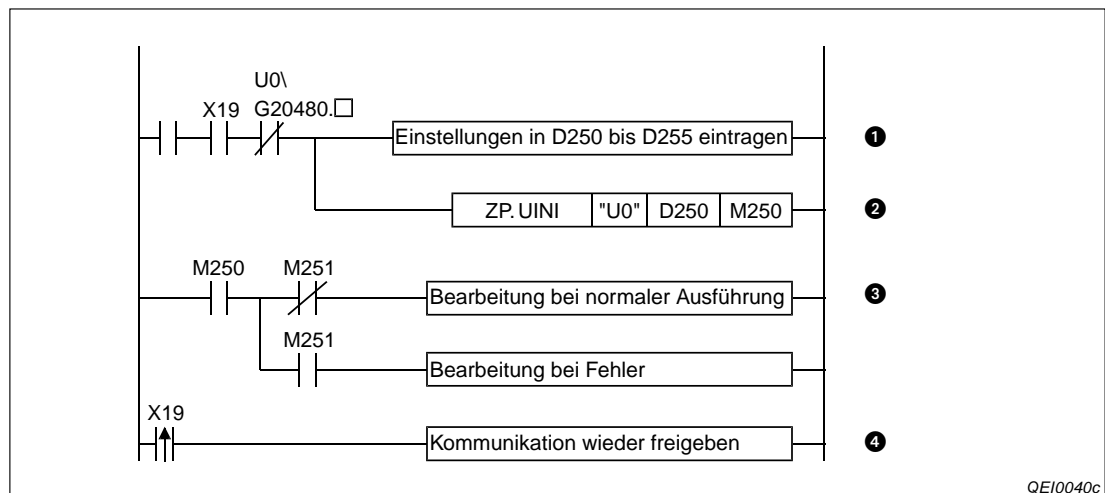 U0\
X19 G20480.□
Einstellungen in D250 bis D255 eintragen ❶
ZP.UINI "U0" D250 M250 ❷
M250 M251
Bearbeitung bei normaler Ausführung ❸
M251
Bearbeitung bei Fehler
X19
Kommunikation wieder freigeben ❹
QEI0040c